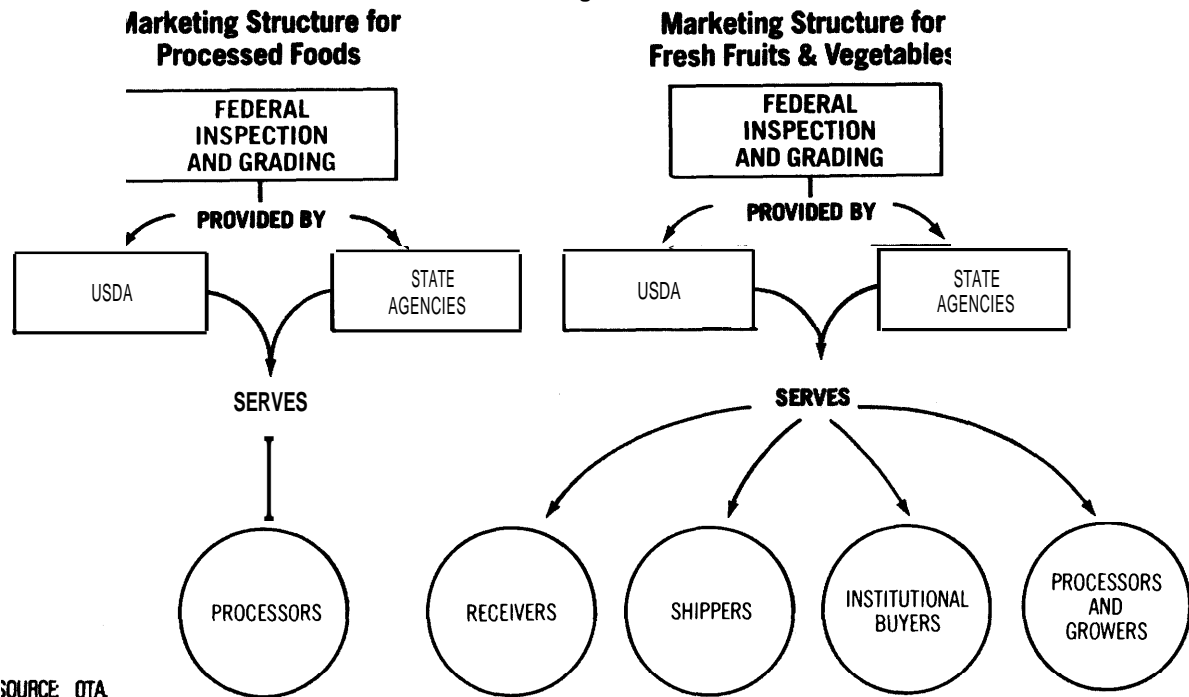 Marketing Structure for
Processed Foods
FEDERAL
INSPECTION
AND GRADING
PROVIDED BY
USDA
STATE
AGENCIES
SERVES
PROCESSORS
Marketing Structure for
Fresh Fruits & Vegetables
FEDERAL
INSPECTION
AND GRADING
PROVIDED BY
USDA
STATE
AGENCIES
SERVES
RECEIVERS
SHIPPERS
INSTITUTIONAL
BUYERS
PROCESSORS
AND
GROWERS
SOURCE: OTA.